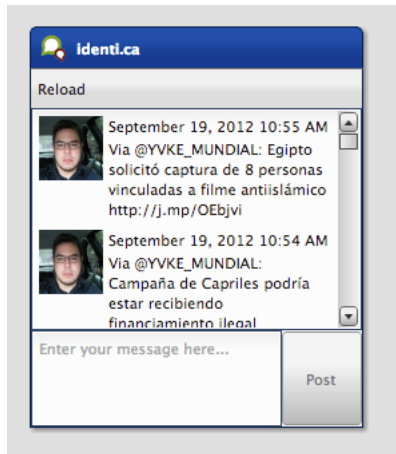 identi.ca
Reload
September 19, 2012 10:55 AM
Via @YVKE_MUNDIAL: Egipto
solicitó captura de 8 personas
vinculadas a filme antiislámico
http://j.mp/OEbjvi
September 19, 2012 10:54 AM
Via @YVKE_MUNDIAL:
Campaña de Capriles podría
estar recibiendo
financiamiento ilegal
Enter your message here...
Post